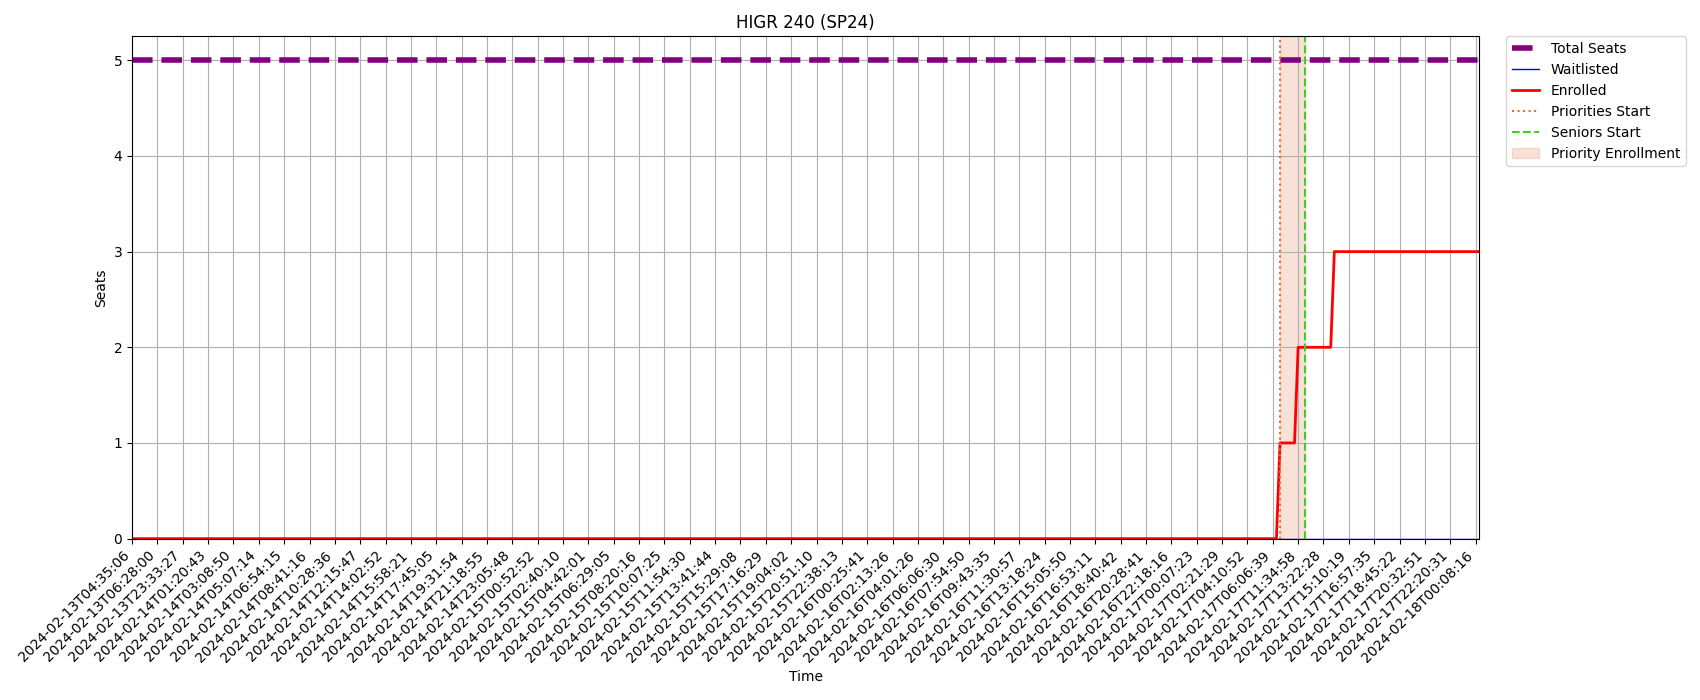 HIGR 240 (SP24)
Total Seats
Waitlisted
Enrolled
Priorities Start
Seniors Start
Priority Enrollment
Seats
5
4
3
2
1
0
2024-02-13T04:35:06
2024-02-13T06:28:00
2024-02-13T23:33:27
2024-02-14T01:20:43
2024-02-14T03:08:50
2024-02-14T05:07:14
2024-02-14T06:54:15
2024-02-14T08:41:16
2024-02-14T10:28:36
2024-02-14T12:15:47
2024-02-14T14:02:52
2024-02-14T15:58:21
2024-02-14T17:45:05
2024-02-14T19:31:54
2024-02-14T21:18:55
2024-02-14T23:05:48
2024-02-15T00:52:52
2024-02-15T02:40:10
2024-02-15T04:42:01
2024-02-15T06:29:05
2024-02-15T08:20:16
2024-02-15T10:07:25
2024-02-15T11:54:30
2024-02-15T13:41:44
2024-02-15T15:29:08
2024-02-15T17:16:29
2024-02-15T19:04:02
2024-02-15T20:51:10
2024-02-15T22:38:13
2024-02-16T00:25:41
2024-02-16T02:13:26
2024-02-16T04:01:26
2024-02-16T06:06:30
2024-02-16T07:54:50
2024-02-16T09:43:35
2024-02-16T11:30:57
2024-02-16T13:18:24
2024-02-16T15:05:50
2024-02-16T16:53:11
2024-02-16T18:40:42
2024-02-16T20:28:41
2024-02-16T22:18:16
2024-02-17T00:07:23
2024-02-17T02:21:29
2024-02-17T04:10:52
2024-02-17T06:06:39
2024-02-17T11:34:58
2024-02-17T13:22:28
2024-02-17T15:10:19
2024-02-17T16:57:35
2024-02-17T18:45:22
2024-02-17T20:32:51
2024-02-17T22:20:31
2024-02-18T00:08:16
Time